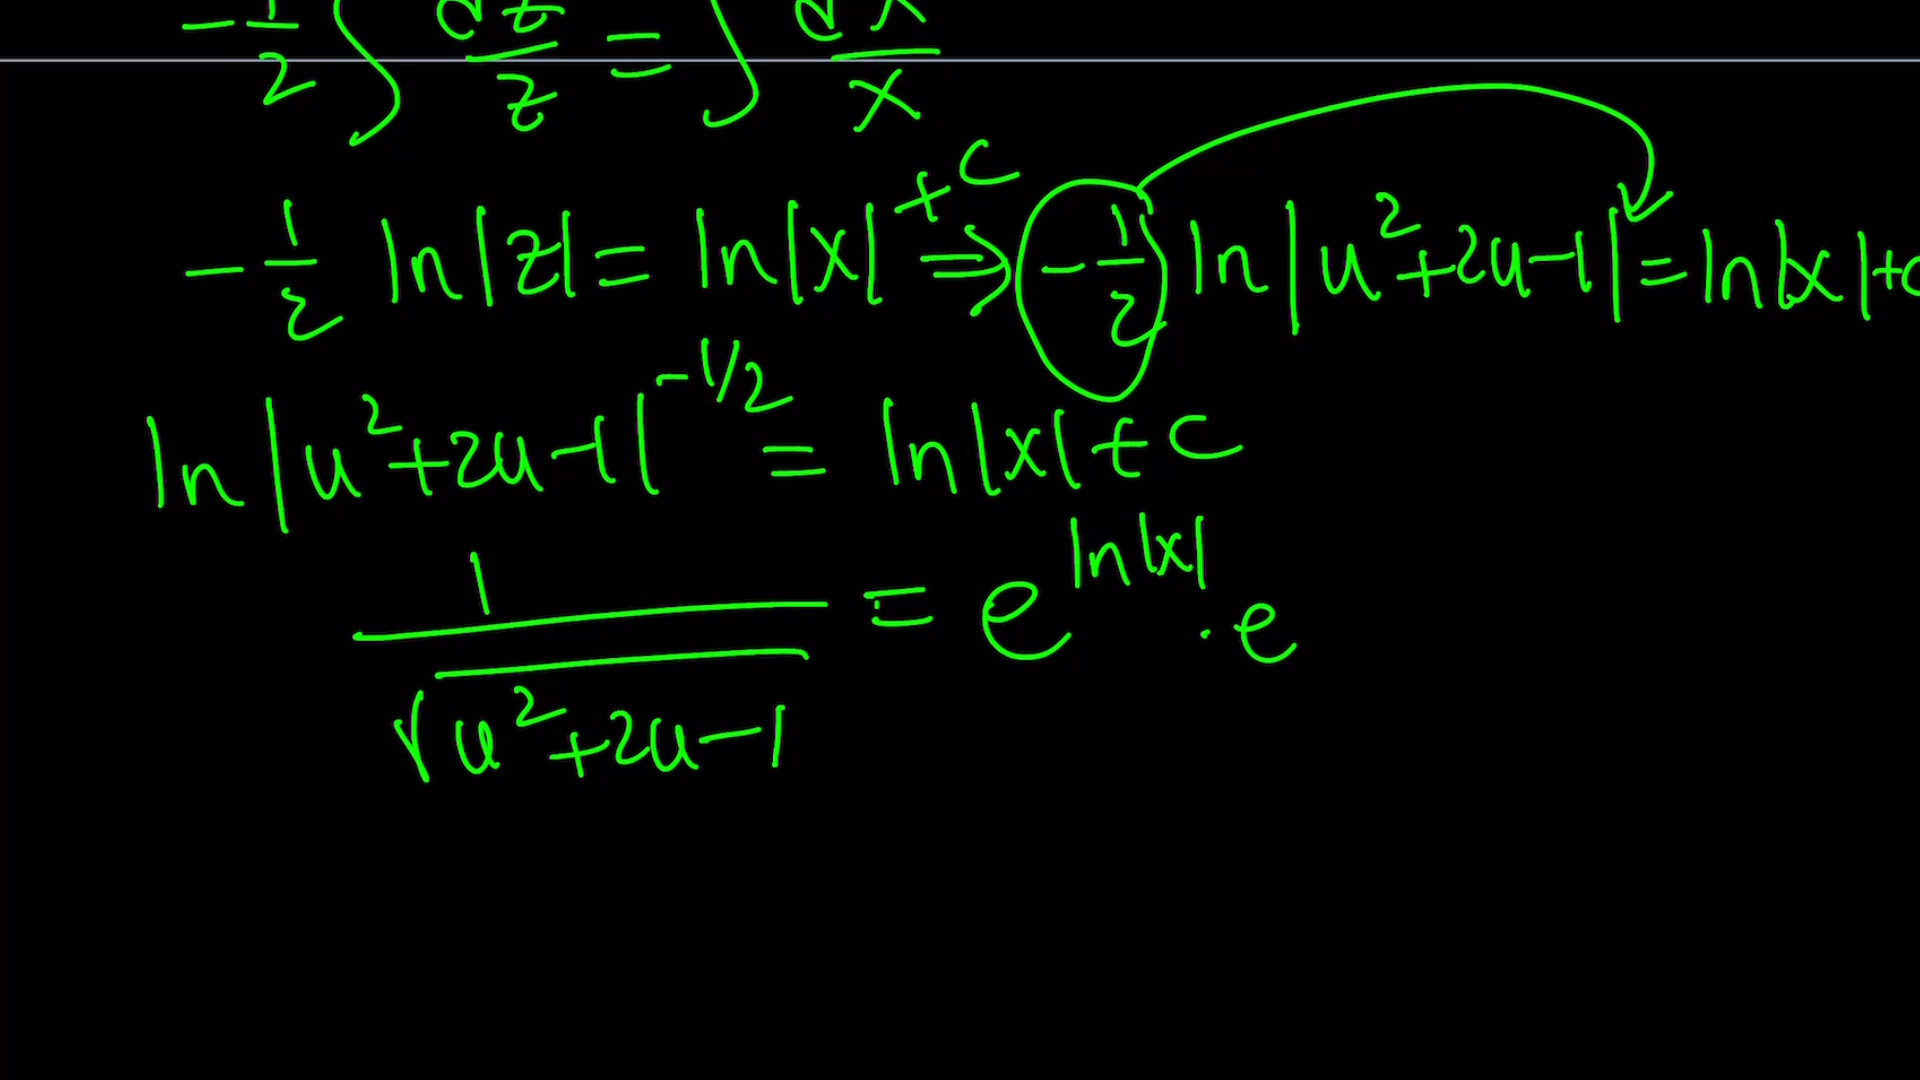 -1/2 ∫ dz/z = ∫ dx/x
-1/2 ln|z| = ln|x| + c ⇒ -1/2 ln|u²+2u-1| = ln|x|+c
ln|u²+2u-1|^(-1/2) = ln|x|+c
1/√(u²+2u-1) = e^(ln|x|) · e